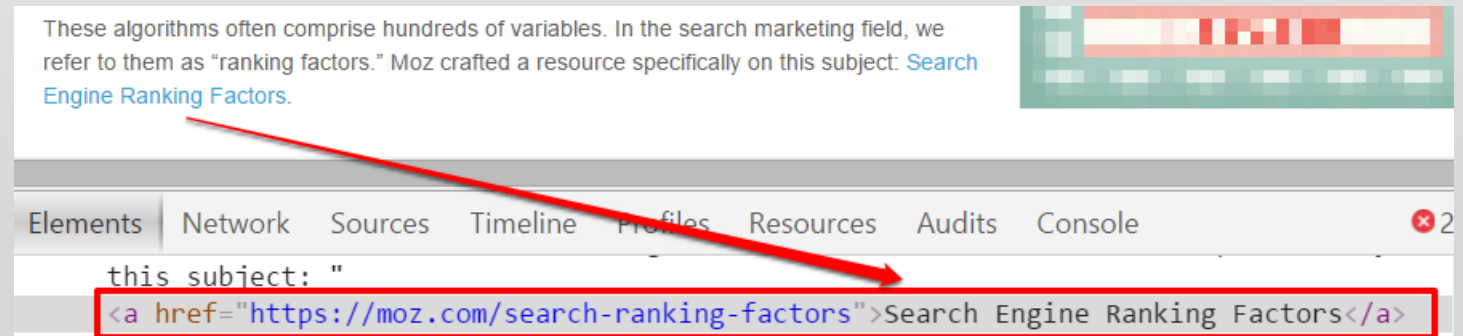 These algorithms often comprise hundreds of variables. In the search marketing field, we
refer to them as “ranking factors.” Moz crafted a resource specifically on this subject: Search
Engine Ranking Factors.
Elements Network Sources Timeline Profiles Resources Audits Console 2
this subject: "
<a href="https://moz.com/search-ranking-factors">Search Engine Ranking Factors</a>